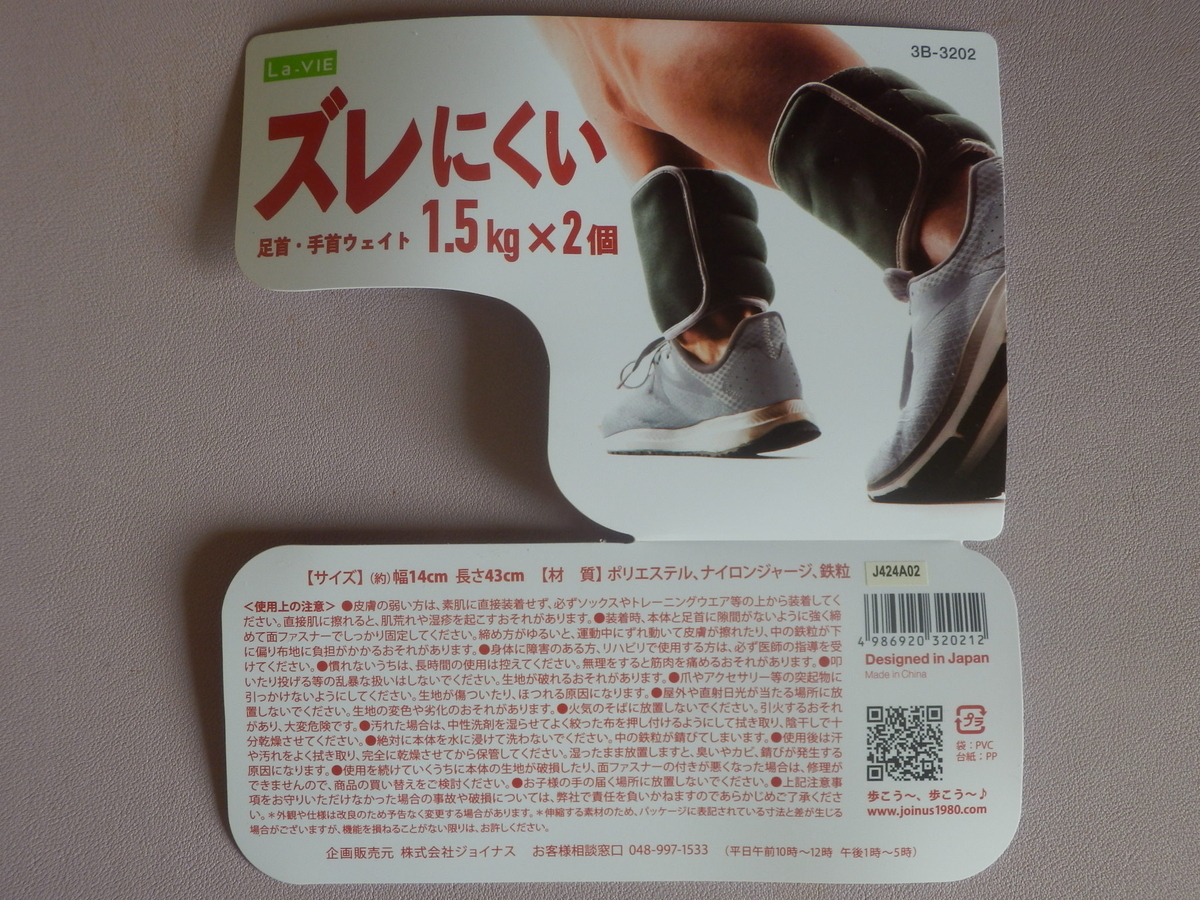 La-VIE
3B-3202
ズレにくい
足首・手首ウェイト 1.5kg×2個
【サイズ】(約)幅14cm 長さ43cm 【材　質】ポリエステル、ナイロンジャージ、鉄粒
J424A02
<使用上の注意> ●皮膚の弱い方は、素肌に直接装着せず、必ずソックスやトレーニングウエア等の上から装着してく
ださい。直接肌に擦れると、肌荒れや湿疹を起こすおそれがあります。●装着時、本体と足首に隙間がないように強く締
めて面ファスナーでしっかり固定してください。締め方がゆるいと、運動中にずれ動いて皮膚が擦れたり、中の鉄粒が下
に偏り布地に負担がかかるおそれがあります。●身体に障害のある方、リハビリで使用する方は、必ず医師の指導を受
けてください。●慣れないうちは、長時間の使用は控えてください。無理をすると筋肉を痛めるおそれがあります。●叩
いたり投げる等の乱暴な扱いはしないでください。生地が破れるおそれがあります。●爪やアクセサリー等の突起物に
引っかけないようにしてください。生地が傷ついたり、ほつれる原因になります。●屋外や直射日光が当たる場所に放
置しないでください。生地の変色や劣化のおそれがあります。●火気のそばに放置しないでください。引火するおそれ
があり、大変危険です。●汚れた場合は、中性洗剤を湿らせてよく絞った布を押し付けるようにして拭き取り、陰干しで十
分乾燥させてください。●絶対に本体を水に浸けて洗わないでください。中の鉄粒が錆びてしまいます。●使用後は汗
や汚れをよく拭き取り、完全に乾燥させてから保管してください。湿ったまま放置しますと、臭いやカビ、錆びが発生する
原因になります。●使用を続けていくうちに本体の生地が破損したり、面ファスナーの付きが悪くなった場合は、修理が
できませんので、商品の買い替えをご検討ください。●お子様の手の届く場所に放置しないでください。●上記注意事
項をお守りいただけなかった場合の事故や破損については、弊社で責任を負いかねますのであらかじめご了承くださ
い。＊外観や仕様は改良のため予告なく変更する場合があります。＊伸縮する素材のため、パッケージに表記されている寸法と差が生じる
場合がございますが、機能を損ねることがない限りは、お許しください。
4 986920 320212
Designed in Japan
Made in China
プラ
袋：PVC
台紙：PP
歩こう〜、歩こう〜♪
www.joinus1980.com
企画販売元 株式会社ジョイナス お客様相談窓口 048-997-1533 （平日午前10時〜12時 午後1時〜5時）